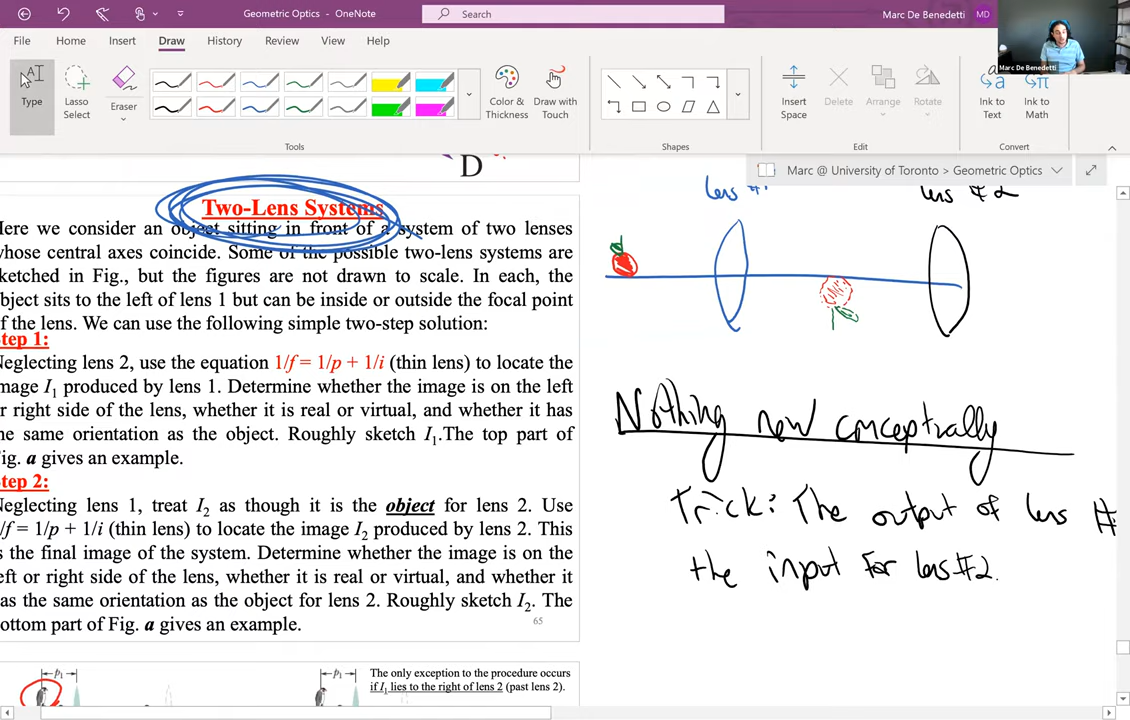 Geometric Optics - OneNote
Search
Marc De Benedetti
MD
File
Home
Insert
Draw
History
Review
View
Help
Marc De Benedetti
Type
Lasso
Select
Eraser
Color &
Thickness
Draw with
Touch
Insert
Space
Delete
Arrange
Rotate
Ink to
Text
Ink to
Math
Tools
Shapes
Edit
Convert
Marc @ University of Toronto > Geometric Optics
D
Two-Lens Systems
Here we consider an object sitting in front of a system of two lenses
whose central axes coincide. Some of the possible two-lens systems are
sketched in Fig., but the figures are not drawn to scale. In each, the
object sits to the left of lens 1 but can be inside or outside the focal point
of the lens. We can use the following simple two-step solution:
Step 1:
Neglecting lens 2, use the equation 1/f = 1/p + 1/i (thin lens) to locate the
image I1 produced by lens 1. Determine whether the image is on the left
or right side of the lens, whether it is real or virtual, and whether it has
the same orientation as the object. Roughly sketch I1.The top part of
Fig. a gives an example.
Step 2:
Neglecting lens 1, treat I2 as though it is the object for lens 2. Use
1/f = 1/p + 1/i (thin lens) to locate the image I2 produced by lens 2. This
is the final image of the system. Determine whether the image is on the
left or right side of the lens, whether it is real or virtual, and whether it
has the same orientation as the object for lens 2. Roughly sketch I2. The
bottom part of Fig. a gives an example.
65
p1
p1
The only exception to the procedure occurs
if I1 lies to the right of lens 2 (past lens 2).
lens #1
lens #2
Nothing new conceptually
Trick: The output of lens #
the input for lens #2.